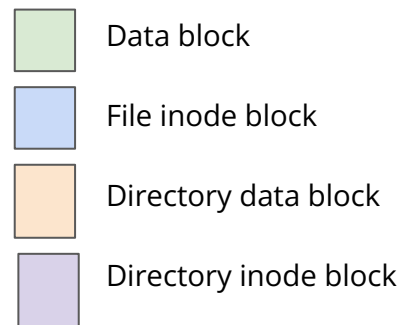 Data block
File inode block
Directory data block
Directory inode block